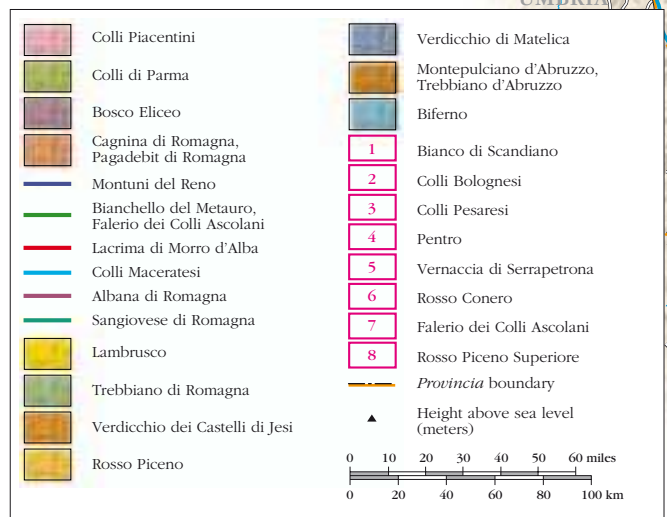 UMBRIA
Colli Piacentini
Colli di Parma
Bosco Eliceo
Cagnina di Romagna,
Pagadebit di Romagna
Montuni del Reno
Bianchello del Metauro,
Falerio dei Colli Ascolani
Lacrima di Morro d'Alba
Colli Maceratesi
Albana di Romagna
Sangiovese di Romagna
Lambrusco
Trebbiano di Romagna
Verdicchio dei Castelli di Jesi
Rosso Piceno
Verdicchio di Matelica
Montepulciano d'Abruzzo,
Trebbiano d'Abruzzo
Biferno
1 Bianco di Scandiano
2 Colli Bolognesi
3 Colli Pesaresi
4 Pentro
5 Vernaccia di Serrapetrona
6 Rosso Conero
7 Falerio dei Colli Ascolani
8 Rosso Piceno Superiore
Provincia boundary
Height above sea level
(meters)
0 10 20 30 40 50 60 miles
0 20 40 60 80 100 km